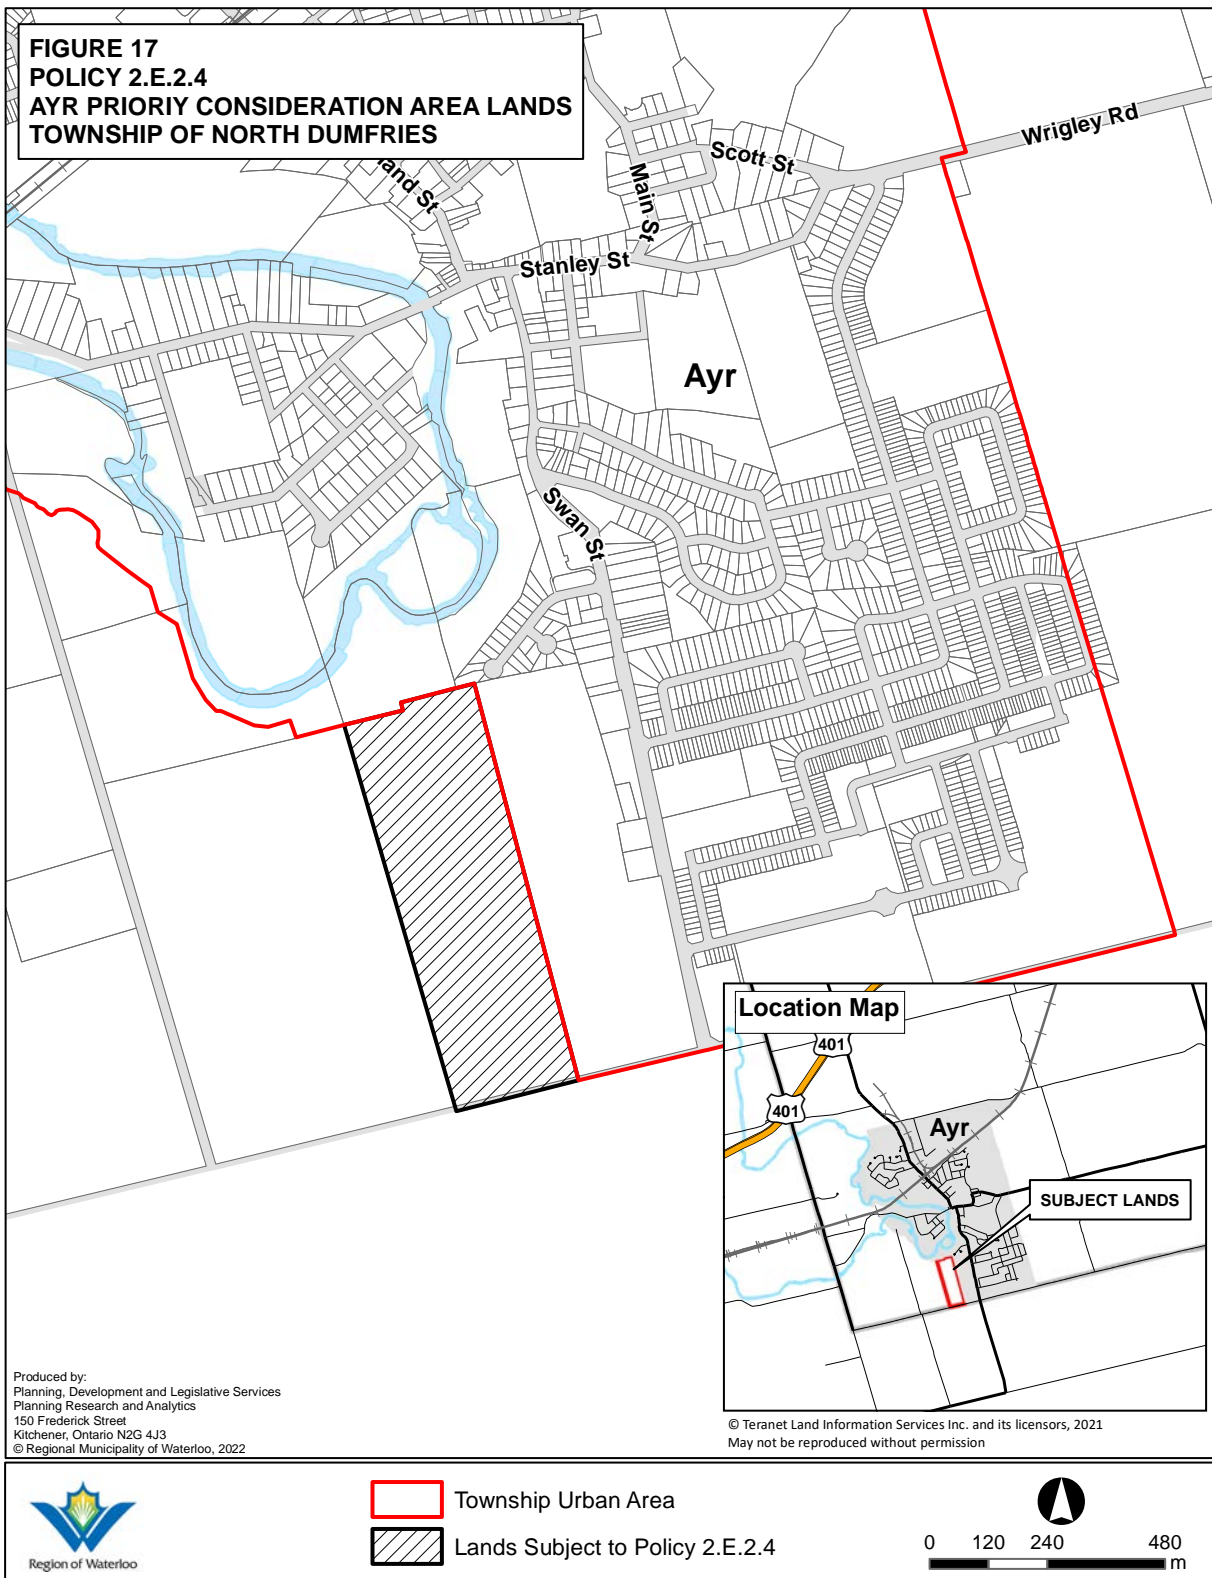 FIGURE 17
POLICY 2.E.2.4
AYR PRIORIY CONSIDERATION AREA LANDS
TOWNSHIP OF NORTH DUMFRIES
Wrigley Rd
Scott St
Main St
Stanley St
Ayr
Swan St
Location Map
401
401
Ayr
SUBJECT LANDS
Produced by:
Planning, Development and Legislative Services
Planning Research and Analytics
150 Frederick Street
Kitchener, Ontario N2G 4J3
© Regional Municipality of Waterloo, 2022
© Teranet Land Information Services Inc. and its licensors, 2021
May not be reproduced without permission
Region of Waterloo
Township Urban Area
Lands Subject to Policy 2.E.2.4
0 120 240 480
m